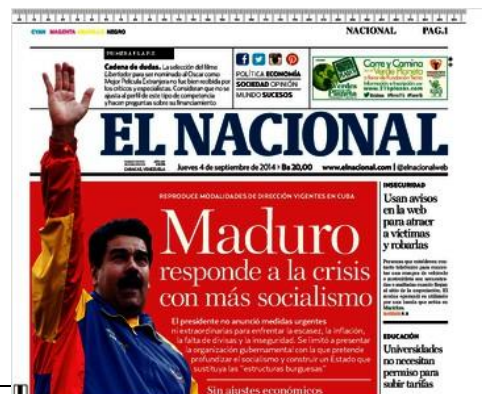 CYAN MAGENTA AMARILLO NEGRO
NACIONAL PAG.1
PRIMERA PLANA
Cadena de dudas. La selección del filme
Libertador para ser nominado al Oscar como
Mejor Película Extranjera no fue bien recibida por
los críticos y especialistas. Consideran que no se
ajusta al perfil de este tipo de competencia
y hacen preguntas sobre su financiamiento
POLÍTICA ECONOMÍA
SOCIEDAD OPINIÓN
MUNDO SUCESOS
Corre y Camina
Verdes
EL NACIONAL
CARACAS, VENEZUELA
Jueves 4 de septiembre de 2014 > Bs 20,00 www.elnacional.com | @elnacionalweb
REPRODUCE MODALIDADES DE DIRECCIÓN VIGENTES EN CUBA
Maduro
responde a la crisis
con más socialismo
El presidente no anunció medidas urgentes
ni extraordinarias para enfrentar la escasez, la inflación,
la falta de divisas y la inseguridad. Se limitó a presentar
la organización gubernamental con la que pretende
profundizar el socialismo y construir un Estado que
sustituya las "estructuras burguesas"
Sin ajustes económicos
INSEGURIDAD
Usan avisos
en la web
para atraer
a víctimas
y robarlas
EDUCACIÓN
Universidades
no necesitan
permiso para
subir tarifas